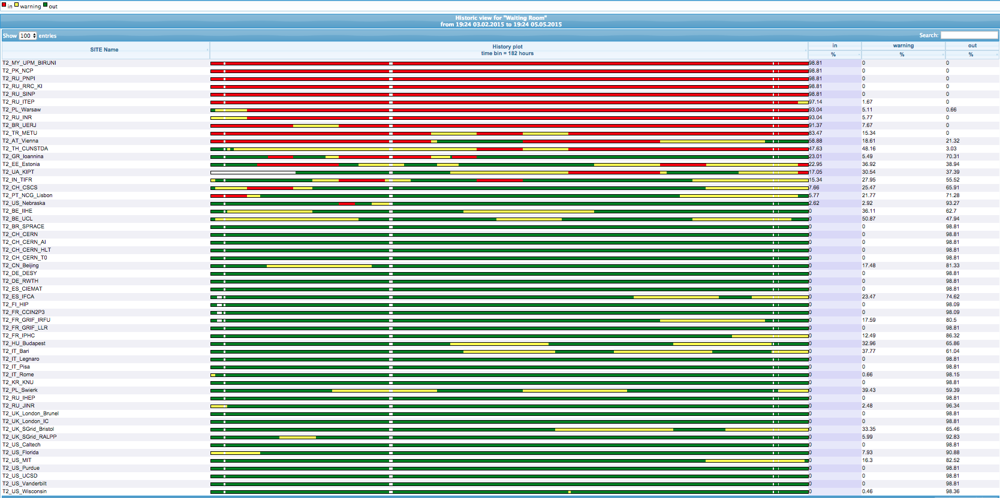 in warning out
Historic view for "Waiting Room"
from 19:24 03.02.2015 to 19:24 05.05.2015
Show 100 entries Search:
SITE Name History plot in warning out
time bin = 182 hours % % %
T2_MY_UPM_BIRUNI 98.81 0 0
T2_PK_NCP 98.81 0 0
T2_RU_PNPI 98.81 0 0
T2_RU_RRC_KI 98.81 0 0
T2_RU_SINP 98.81 0 0
T2_RU_ITEP 97.14 1.67 0
T2_PL_Warsaw 93.04 5.11 0.66
T2_RU_INR 93.04 5.77 0
T2_BR_UERJ 91.37 7.67 0
T2_TR_METU 83.47 15.34 0
T2_AT_Vienna 58.88 18.61 21.32
T2_TH_CUNSTDA 47.63 48.16 3.03
T2_GR_Ioannina 23.01 5.49 70.31
T2_EE_Estonia 22.95 36.92 38.94
T2_UA_KIPT 17.05 30.54 37.39
T2_IN_TIFR 15.34 27.95 55.52
T2_CH_CSCS 7.66 25.47 65.91
T2_PT_NCG_Lisbon 5.77 21.77 71.28
T2_US_Nebraska 2.62 2.92 93.27
T2_BE_IIHE 0 36.11 62.7
T2_BE_UCL 0 50.87 47.94
T2_BR_SPRACE 0 0 98.81
T2_CH_CERN 0 0 98.81
T2_CH_CERN_AI 0 0 98.81
T2_CH_CERN_HLT 0 0 98.81
T2_CH_CERN_T0 0 0 98.81
T2_CN_Beijing 0 17.48 81.33
T2_DE_DESY 0 0 98.81
T2_DE_RWTH 0 0 98.81
T2_ES_CIEMAT 0 0 98.81
T2_ES_IFCA 0 23.47 74.62
T2_FI_HIP 0 0 98.09
T2_FR_CCIN2P3 0 0 98.09
T2_FR_GRIF_IRFU 0 17.59 80.5
T2_FR_GRIF_LLR 0 0 98.81
T2_FR_IPHC 0 12.49 86.32
T2_HU_Budapest 0 32.96 65.86
T2_IT_Bari 0 37.77 61.04
T2_IT_Legnaro 0 0 98.81
T2_IT_Pisa 0 0 98.81
T2_IT_Rome 0 0.66 98.15
T2_KR_KNU 0 0 98.81
T2_PL_Swierk 0 39.43 59.39
T2_RU_IHEP 0 0 98.81
T2_RU_JINR 0 2.48 96.34
T2_UK_London_Brunel 0 0 98.81
T2_UK_London_IC 0 0 98.81
T2_UK_SGrid_Bristol 0 33.35 65.46
T2_UK_SGrid_RALPP 0 5.99 92.83
T2_US_Caltech 0 0 98.81
T2_US_Florida 0 7.93 90.88
T2_US_MIT 0 16.3 82.52
T2_US_Purdue 0 0 98.81
T2_US_UCSD 0 0 98.81
T2_US_Vanderbilt 0 0 98.81
T2_US_Wisconsin 0 0.46 98.36